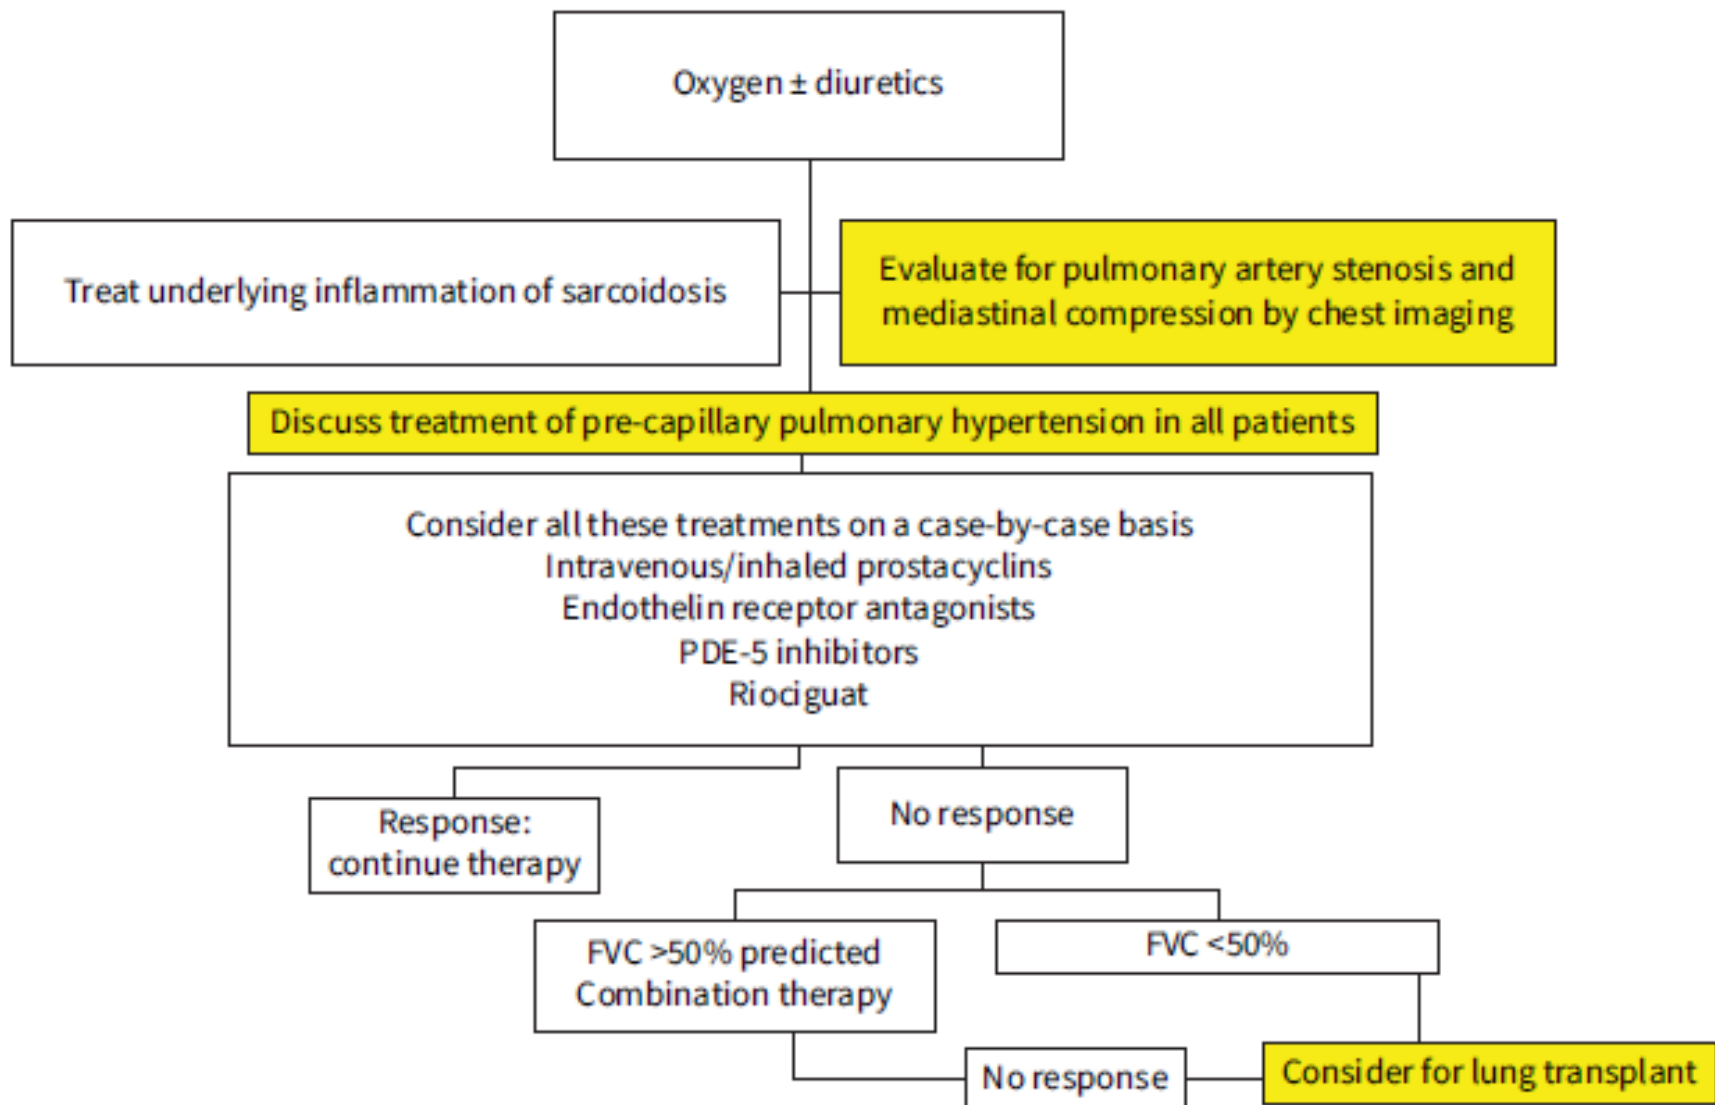 Oxygen ± diuretics
Treat underlying inflammation of sarcoidosis
Evaluate for pulmonary artery stenosis and
mediastinal compression by chest imaging
Discuss treatment of pre-capillary pulmonary hypertension in all patients
Consider all these treatments on a case-by-case basis
Intravenous/inhaled prostacyclins
Endothelin receptor antagonists
PDE-5 inhibitors
Riociguat
Response:
continue therapy
No response
FVC >50% predicted
Combination therapy
FVC <50%
No response
Consider for lung transplant